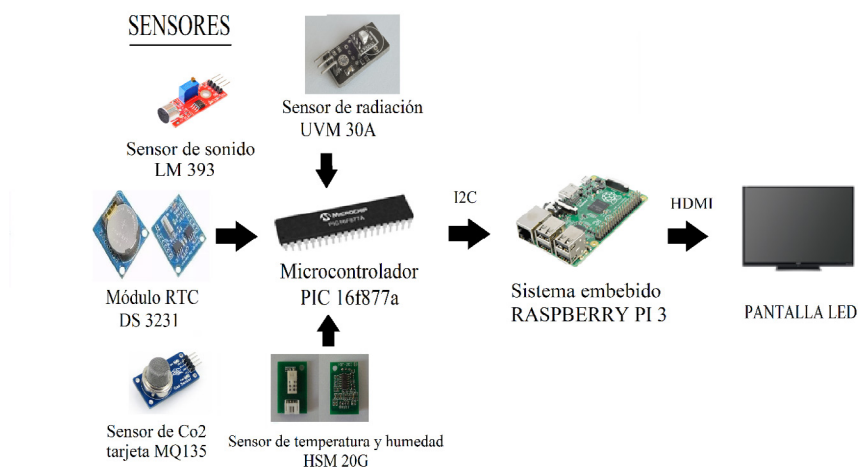 SENSORES
Sensor de radiación
UVM 30A
Sensor de sonido
LM 393
Módulo RTC
DS 3231
MICROCHIP
PIC16F877A
Microcontrolador
PIC 16f877a
I2C
Sistema embebido
RASPBERRY PI 3
HDMI
PANTALLA LED
Sensor de Co2
tarjeta MQ135
Sensor de temperatura y humedad
HSM 20G